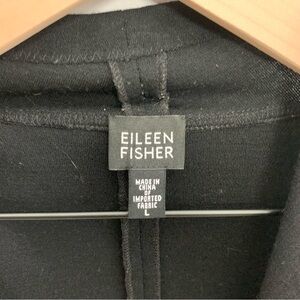 EILEEN
FISHER
MADE IN
CHINA
OF
IMPORTED
FABRIC
L